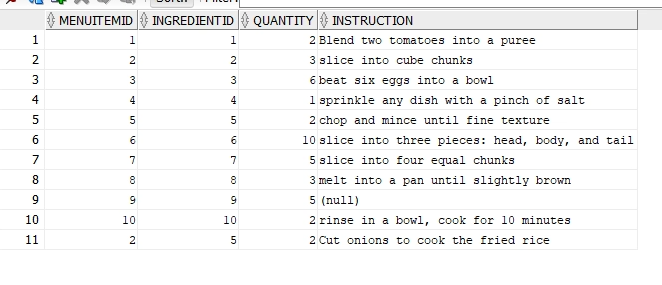 MENUITEMID INGREDIENTID QUANTITY INSTRUCTION
1 1 1 2 Blend two tomatoes into a puree
2 2 2 3 slice into cube chunks
3 3 3 6 beat six eggs into a bowl
4 4 4 1 sprinkle any dish with a pinch of salt
5 5 5 2 chop and mince until fine texture
6 6 6 10 slice into three pieces: head, body, and tail
7 7 7 5 slice into four equal chunks
8 8 8 3 melt into a pan until slightly brown
9 9 9 5 (null)
10 10 10 2 rinse in a bowl, cook for 10 minutes
11 2 5 2 Cut onions to cook the fried rice